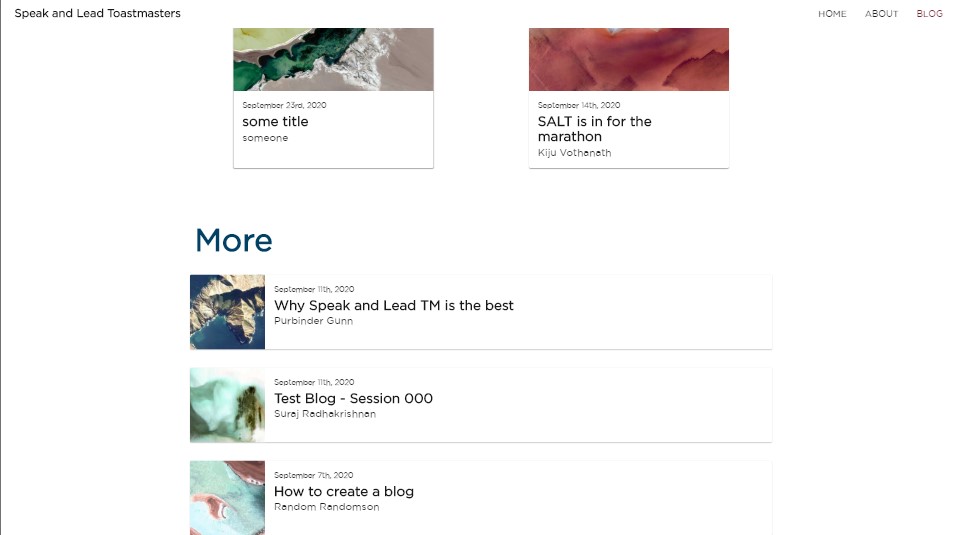 Speak and Lead Toastmasters
HOME ABOUT BLOG
September 23rd, 2020
some title
someone
September 14th, 2020
SALT is in for the
marathon
Kiju Vothanath
More
September 11th, 2020
Why Speak and Lead TM is the best
Purbinder Gunn
September 11th, 2020
Test Blog - Session 000
Suraj Radhakrishnan
September 7th, 2020
How to create a blog
Random Randomson